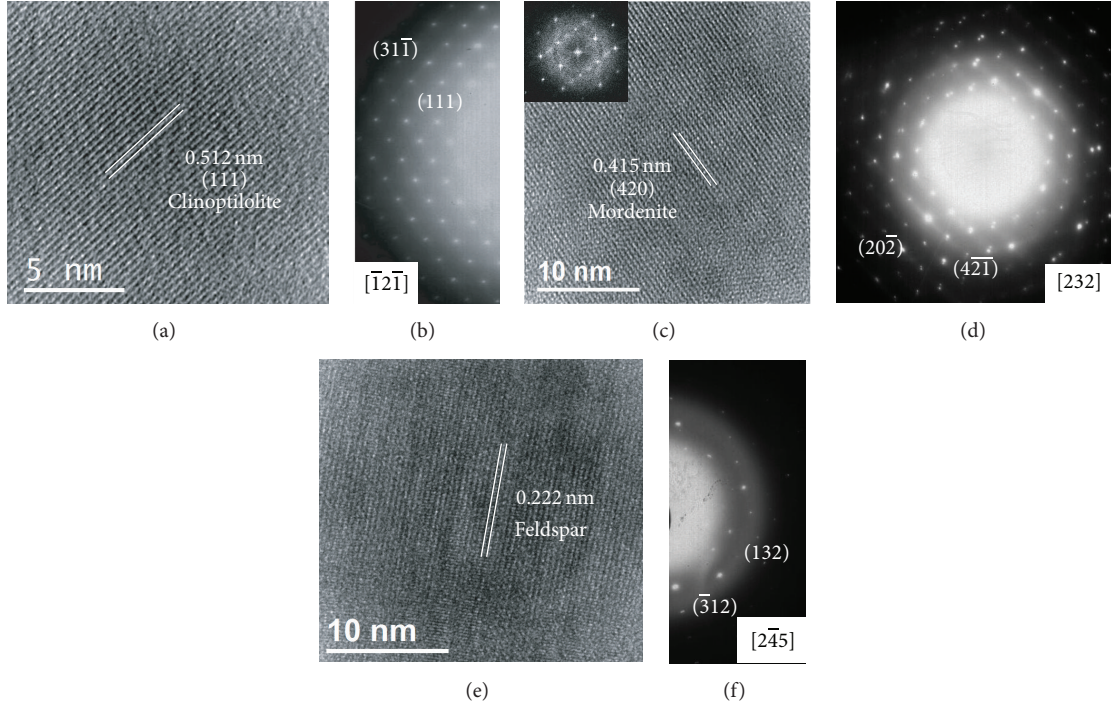 0.512 nm
(111)
Clinoptilolite
5 nm
(a)
(311̅)
(111)
[1̅21̅]
(b)
0.415 nm
(420)
Mordenite
10 nm
(c)
(202̅)
(42̅1̅)
[232]
(d)
0.222 nm
Feldspar
10 nm
(e)
(132)
(3̅12)
[24̅5]
(f)